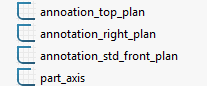 annoation_top_plan
annotation_right_plan
annotation_std_front_plan
part_axis